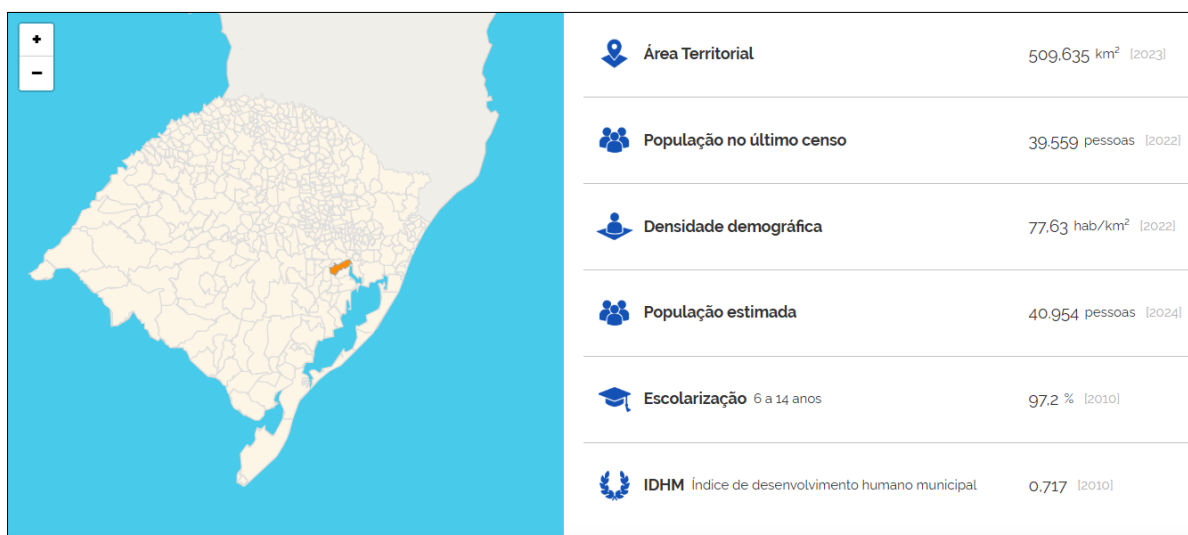 +
−
Área Territorial 509,635 km² [2023]
População no último censo 39.559 pessoas [2022]
Densidade demográfica 77,63 hab/km² [2022]
População estimada 40.954 pessoas [2024]
Escolarização 6 a 14 anos 97,2 % [2010]
IDHM Índice de desenvolvimento humano municipal 0,717 [2010]